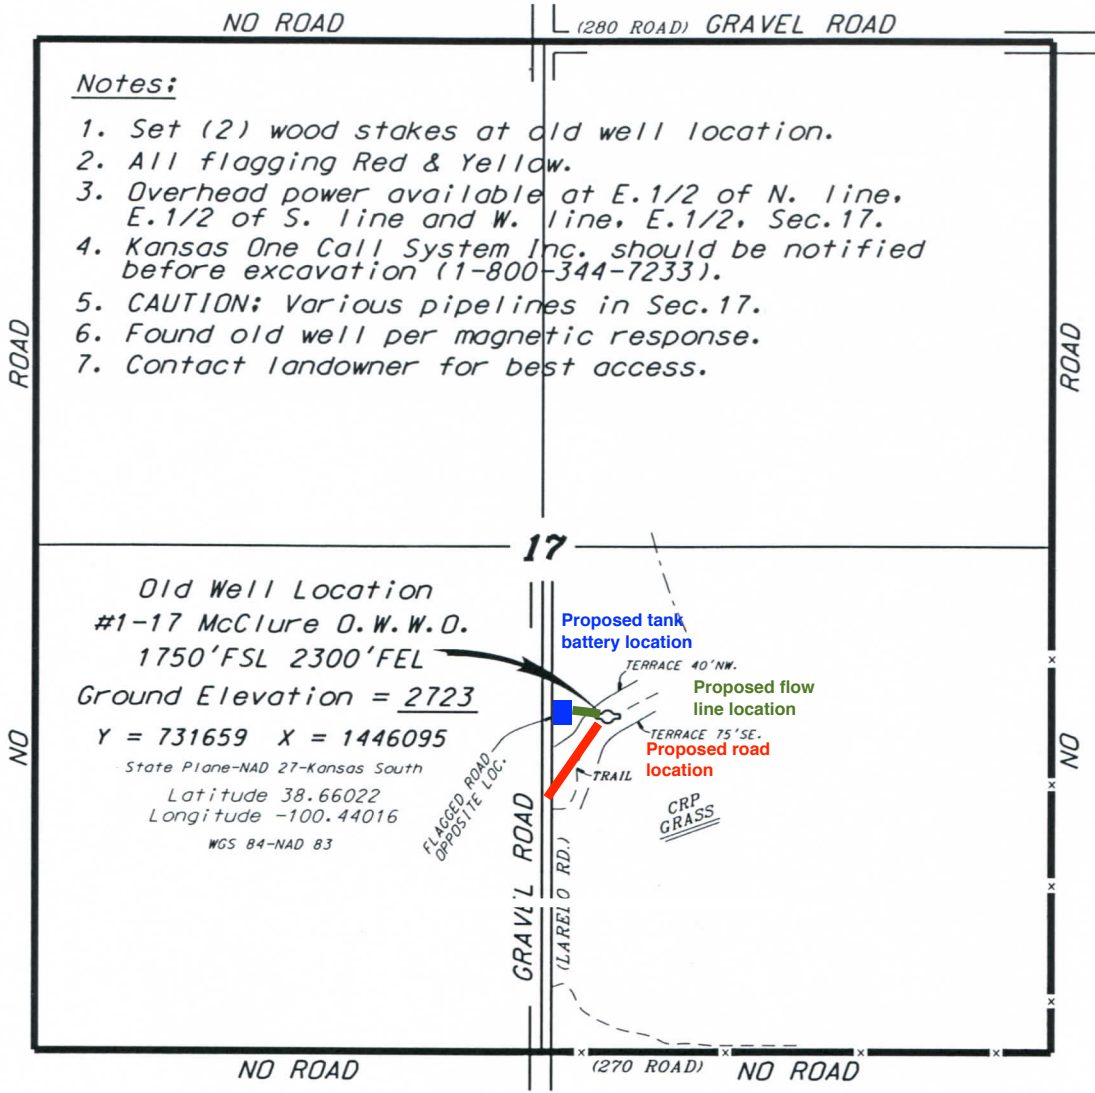 NO ROAD
(280 ROAD) GRAVEL ROAD
Notes:
1. Set (2) wood stakes at old well location.
2. All flagging Red & Yellow.
3. Overhead power available at E.1/2 of N. line,
E.1/2 of S. line and W. line, E.1/2, Sec.17.
4. Kansas One Call System Inc. should be notified
before excavation (1-800-344-7233).
5. CAUTION: Various pipelines in Sec.17.
6. Found old well per magnetic response.
7. Contact landowner for best access.
ROAD
ROAD
17
Old Well Location
#1-17 McClure O.W.W.O.
1750'FSL 2300'FEL
Ground Elevation = 2723
Y = 731659 X = 1446095
State Plane-NAD 27-Kansas South
Latitude 38.66022
Longitude -100.44016
WGS 84-NAD 83
Proposed tank
battery location
TERRACE 40'NW.
Proposed flow
line location
TERRACE 75'SE.
Proposed road
location
TRAIL
FLAGGED ROAD
OPPOSITE LOC.
CRP
GRASS
NO
NO
GRAVEL ROAD
(LARELO RD.)
NO ROAD
(270 ROAD) NO ROAD